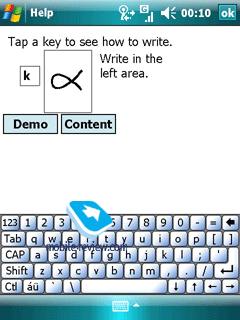 Help 00:10 ok
Tap a key to see how to write.
k
Write in the
left area.
Demo Content
123 1 2 3 4 5 6 7 8 9 0 - =
Tab q w e r t y u i o p [ ]
CAP a s d f g h j k l ; '
Shift z x c v b n m , . /
Ctl áü ` \
mobile-review.com